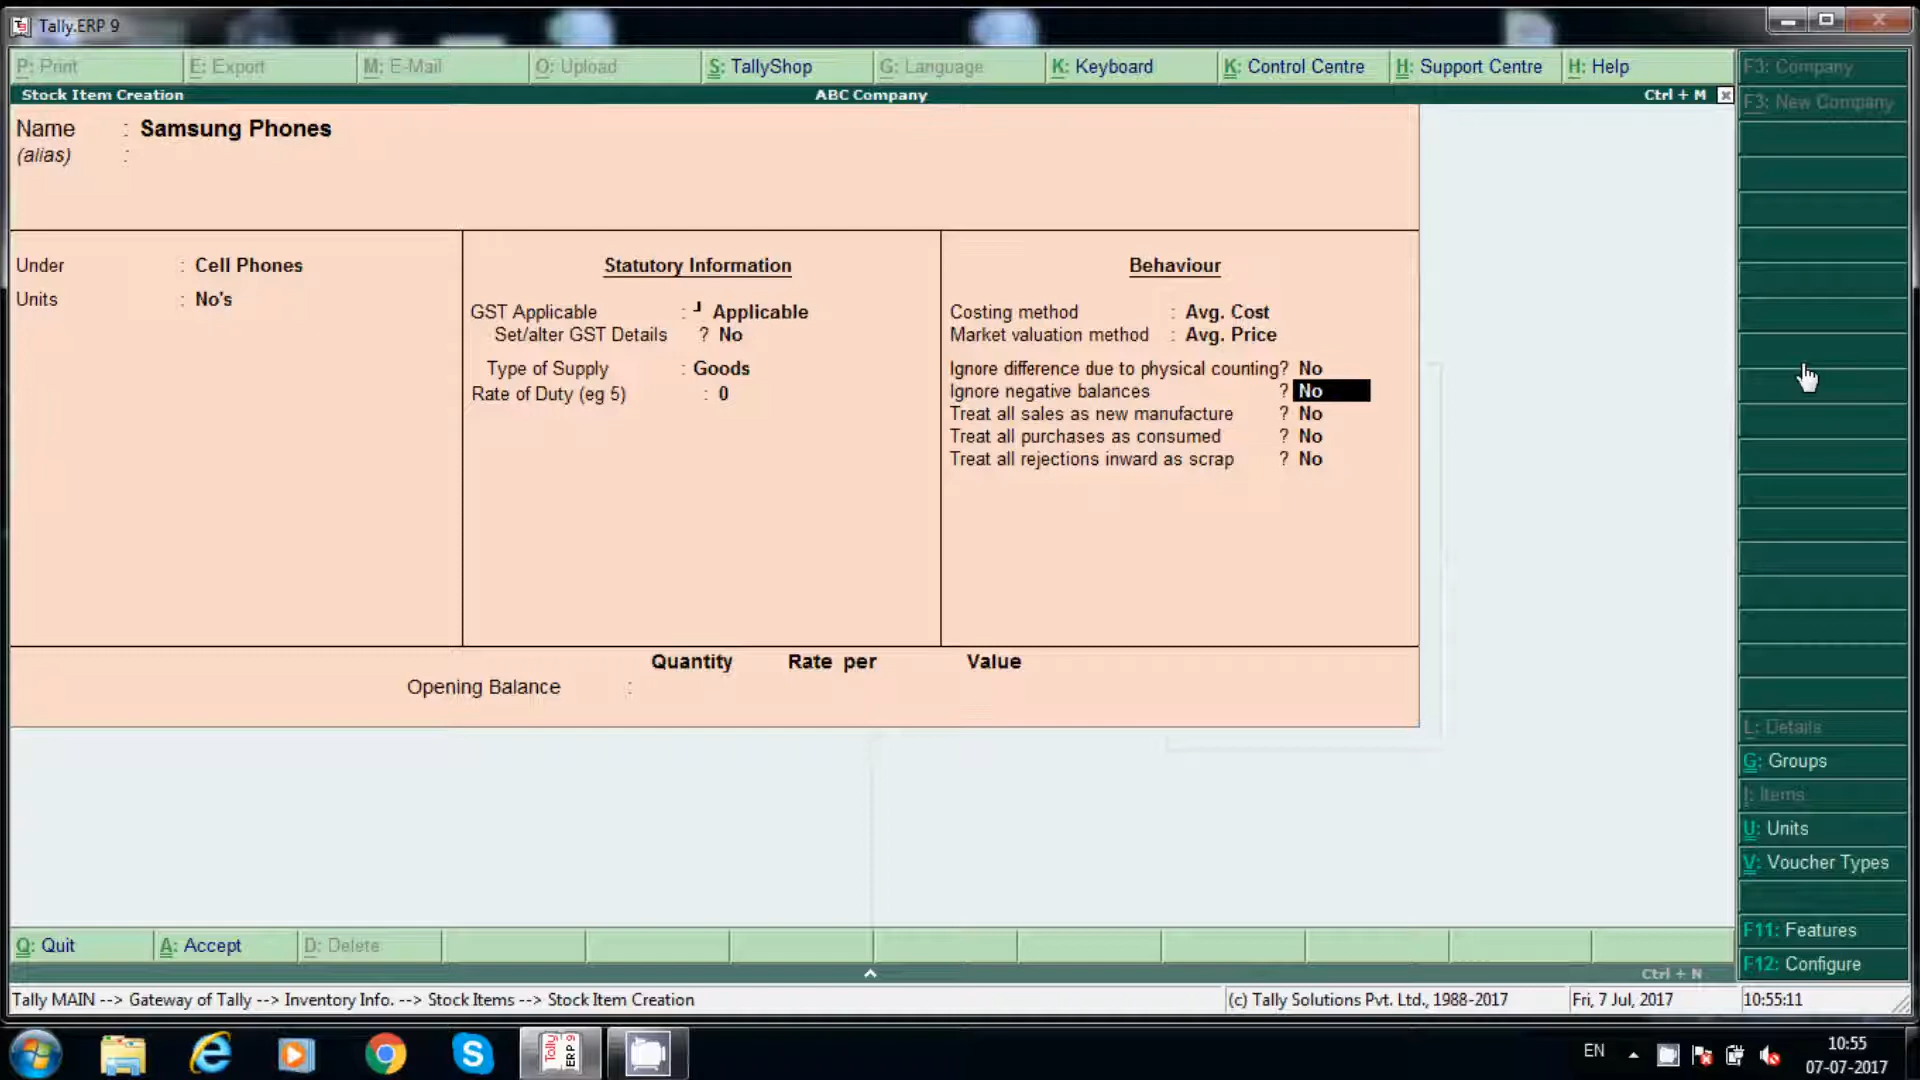 Tally.ERP 9
P: Print E: Export M: E-Mail O: Upload S: TallyShop G: Language K: Keyboard K: Control Centre H: Support Centre H: Help F3: Company
Stock Item Creation ABC Company Ctrl + M
F3: New Company
Name : Samsung Phones
(alias) :
Under : Cell Phones
Units : No's
Statutory Information
GST Applicable : ┘ Applicable
Set/alter GST Details ? No
Type of Supply : Goods
Rate of Duty (eg 5) : 0
Behaviour
Costing method : Avg. Cost
Market valuation method : Avg. Price
Ignore difference due to physical counting? No
Ignore negative balances ? No
Treat all sales as new manufacture ? No
Treat all purchases as consumed ? No
Treat all rejections inward as scrap ? No
Quantity Rate per Value
Opening Balance :
L: Details
G: Groups
I: Items
U: Units
V: Voucher Types
F11: Features
F12: Configure
Q: Quit A: Accept D: Delete
Ctrl + N
Tally MAIN --> Gateway of Tally --> Inventory Info. --> Stock Items --> Stock Item Creation (c) Tally Solutions Pvt. Ltd., 1988-2017 Fri, 7 Jul, 2017 10:55:11
Tally ERP 9
EN
10:55
07-07-2017